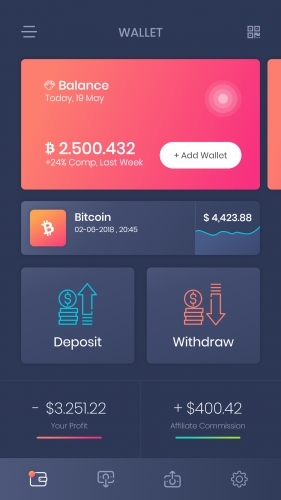 WALLET
Balance
Today, 19 May
฿ 2.500.432
+24% Comp. Last Week
+ Add Wallet
Bitcoin
02-06-2018 , 20:45
$ 4,423.88
Deposit
Withdraw
- $3.251.22
Your Profit
+ $400.42
Affiliate Commission